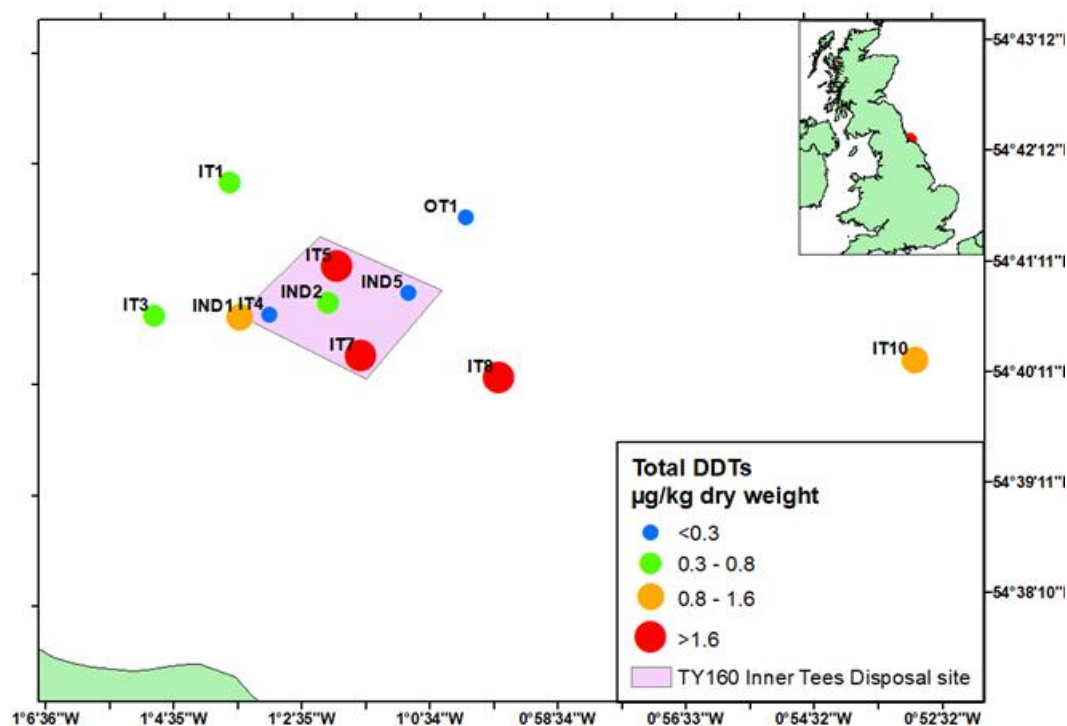 54°43'12"N
54°42'12"N
IT1
OT1
54°41'11"N
IT5
IND5
IND2
IT3
IND1
IT4
IT7
IT8
IT10
54°40'11"N
Total DDTs
µg/kg dry weight
<0.3
0.3 - 0.8
0.8 - 1.6
>1.6
TY160 Inner Tees Disposal site
54°39'11"N
54°38'10"N
1°6'36"W
1°4'35"W
1°2'35"W
1°0'34"W
0°58'34"W
0°56'33"W
0°54'32"W
0°52'32"W